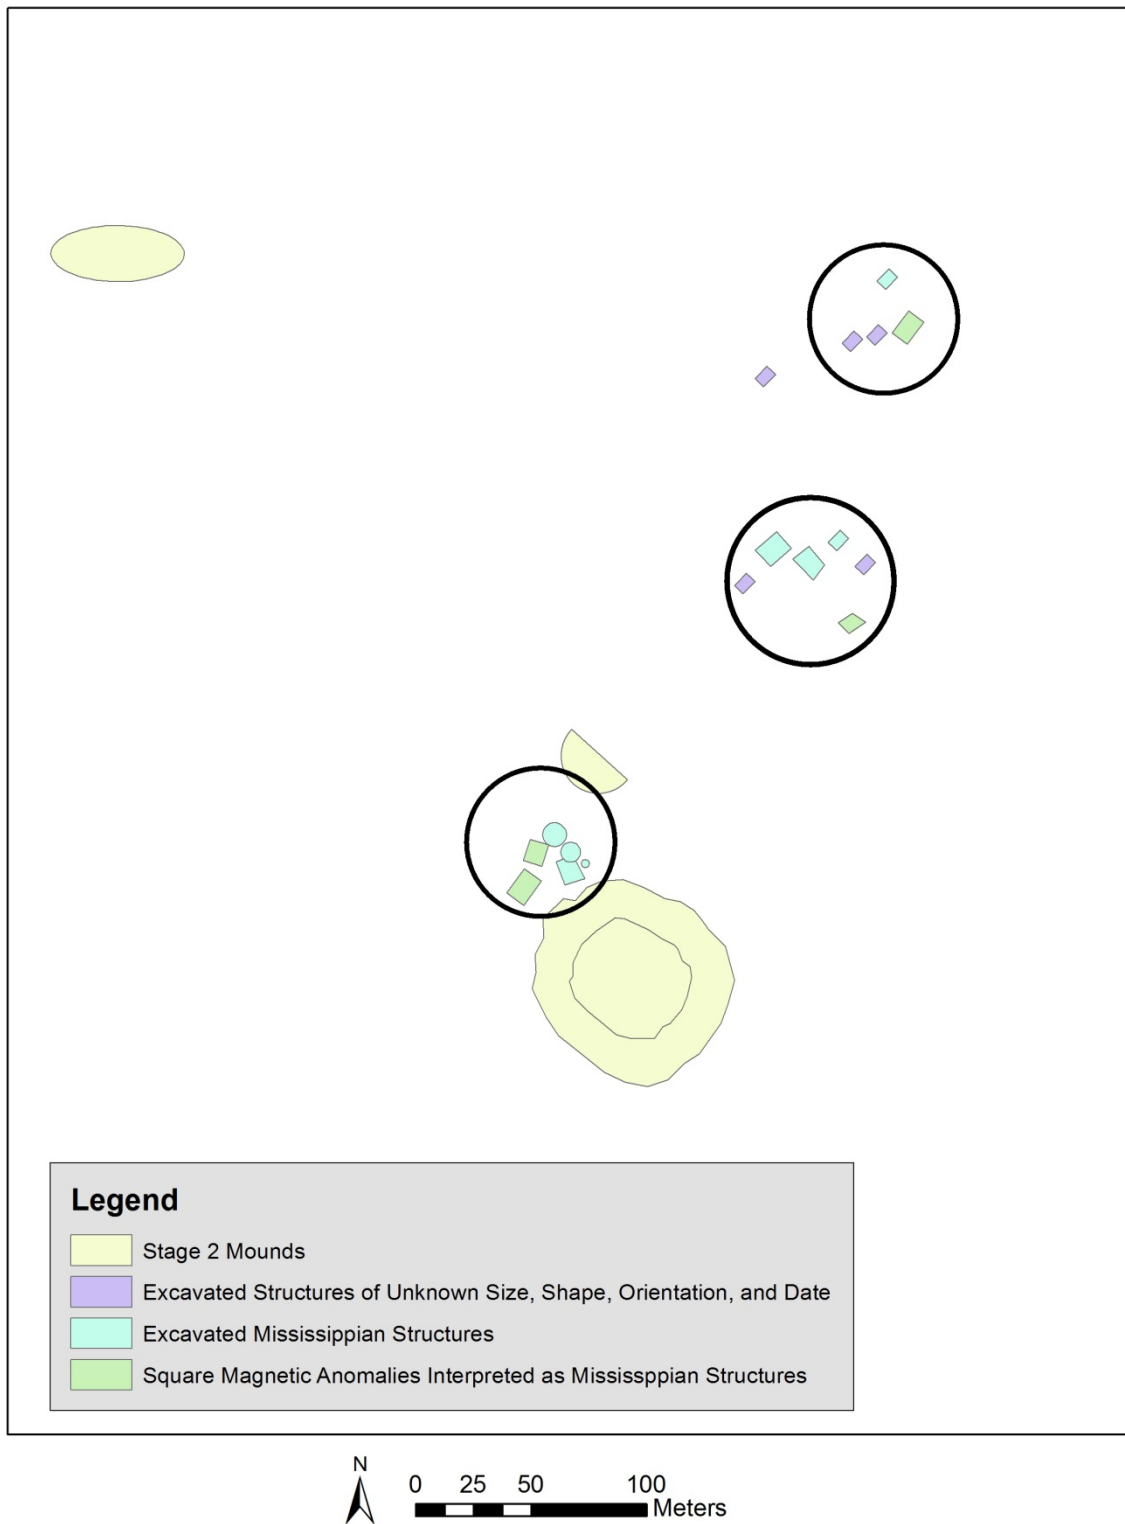 Legend
Stage 2 Mounds
Excavated Structures of Unknown Size, Shape, Orientation, and Date
Excavated Mississippian Structures
Square Magnetic Anomalies Interpreted as Mississppian Structures
N
0 25 50 100
Meters